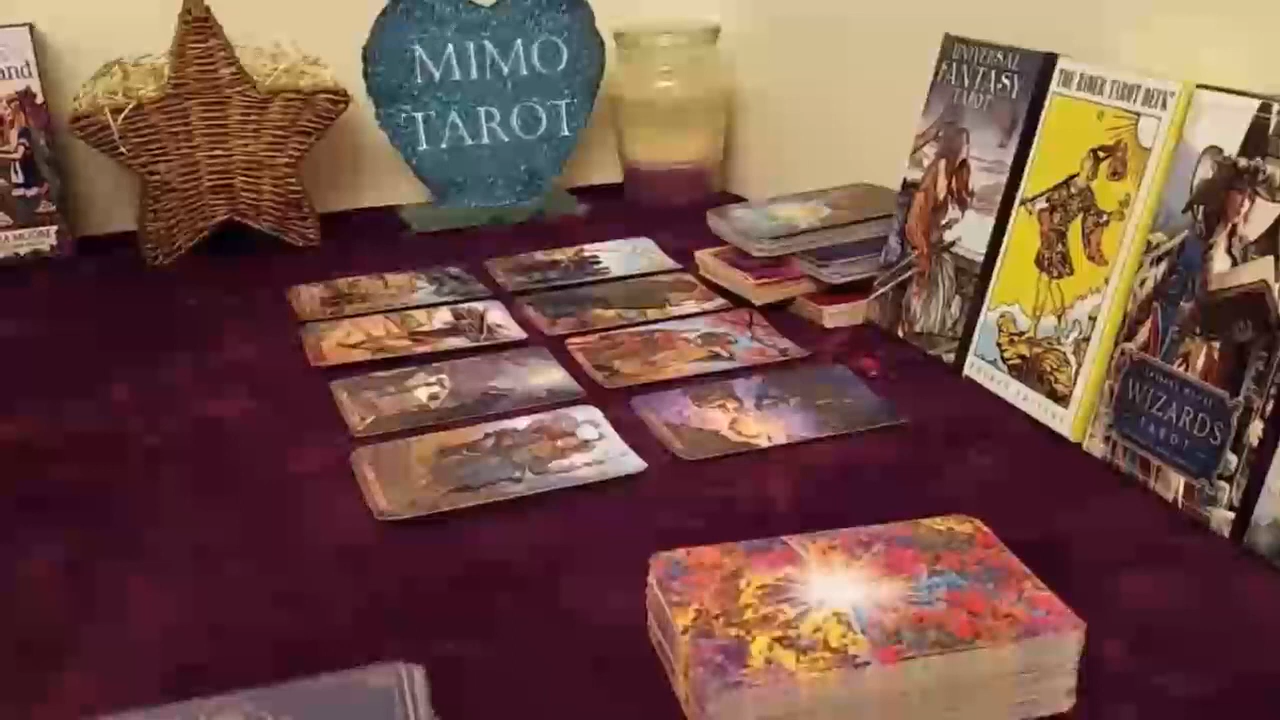 and
MIMO
TAROT
UNIVERSAL
FANTASY
TAROT
THE RIDER TAROT DECK
WIZARDS
TAROT